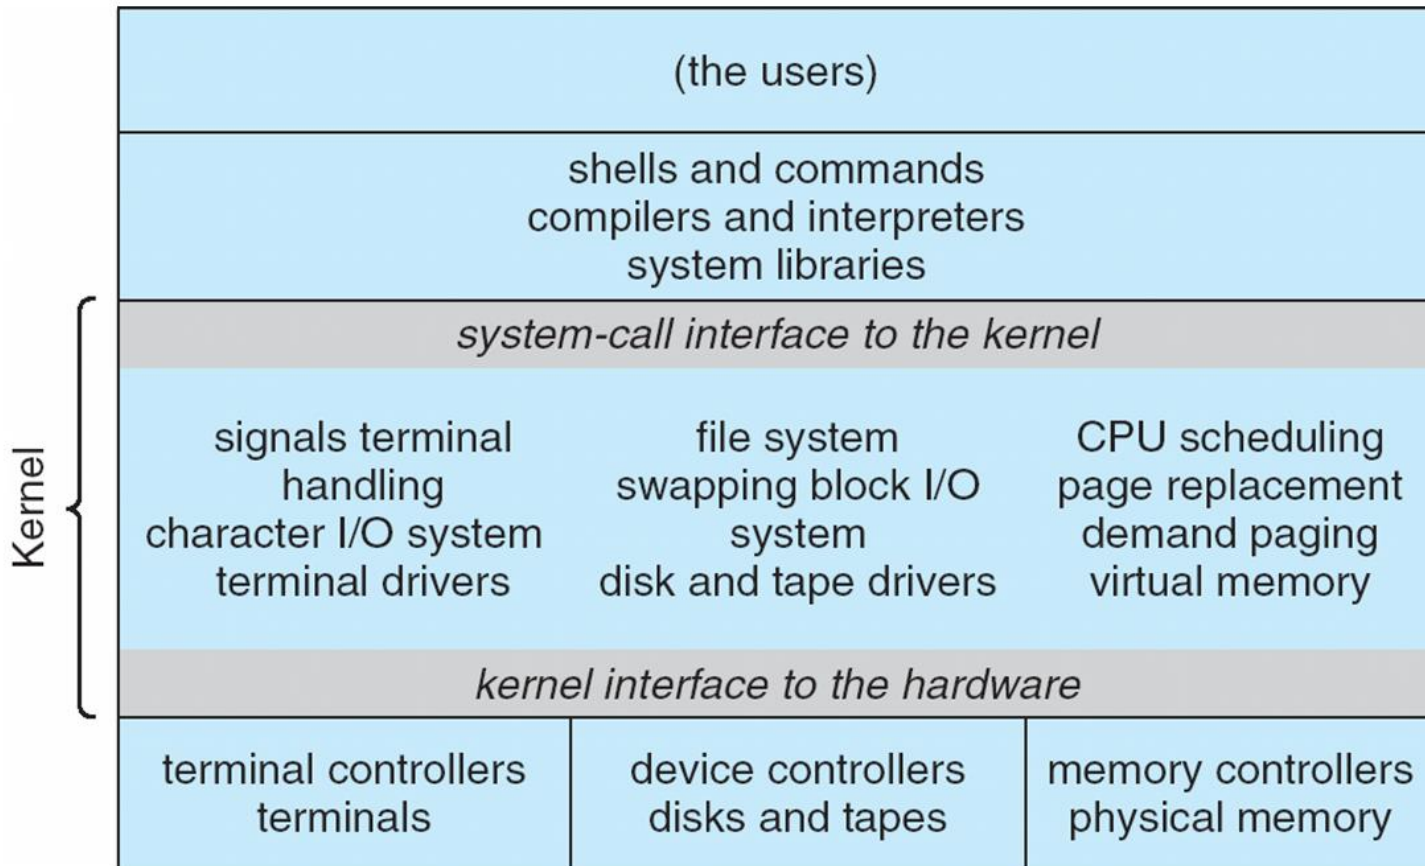 (the users)
shells and commands
compilers and interpreters
system libraries
Kernel
system-call interface to the kernel
signals terminal
handling
character I/O system
terminal drivers
file system
swapping block I/O
system
disk and tape drivers
CPU scheduling
page replacement
demand paging
virtual memory
kernel interface to the hardware
terminal controllers
terminals
device controllers
disks and tapes
memory controllers
physical memory